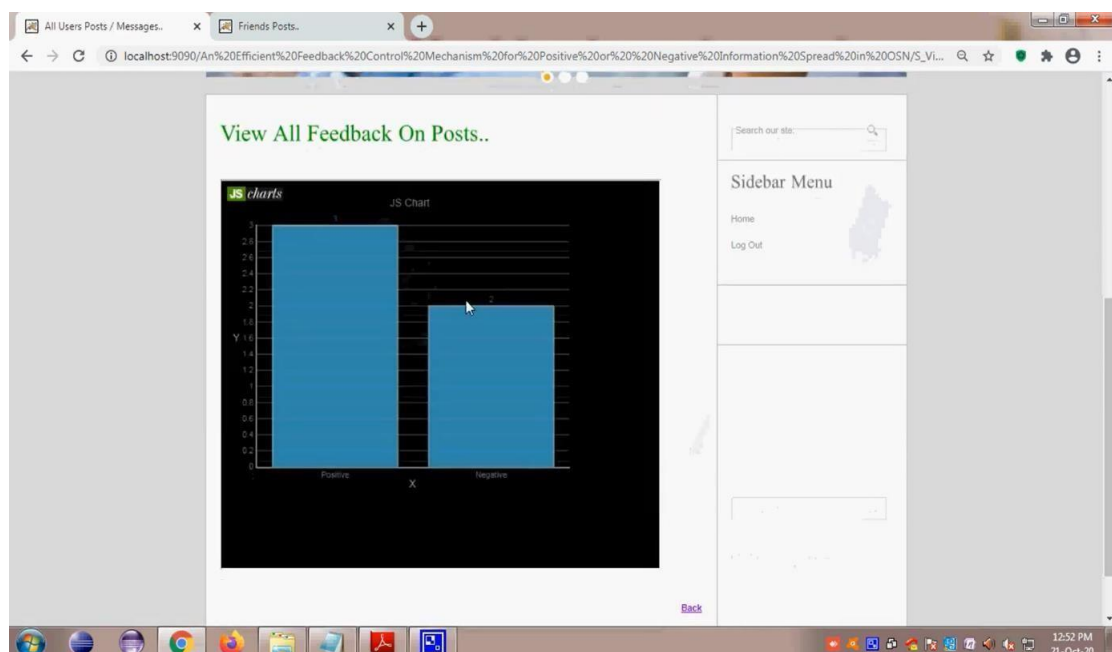 All Users Posts / Messages..
Friends Posts..
localhost:9090/An%20Efficient%20Feedback%20Control%20Mechanism%20for%20Positive%20or%20%20Negative%20Information%20Spread%20in%20OSN/S_Vi...
View All Feedback On Posts..
Search our site:
JS charts
JS Chart
Sidebar Menu
Home
Log Out
1
3
2.8
2.6
2.4
2.2
2
2
1.8
Y
1.6
1.4
1.2
1
0.8
0.6
0.4
0.2
0
Positive
Negative
X
Back
12:52 PM
21-Oct-20